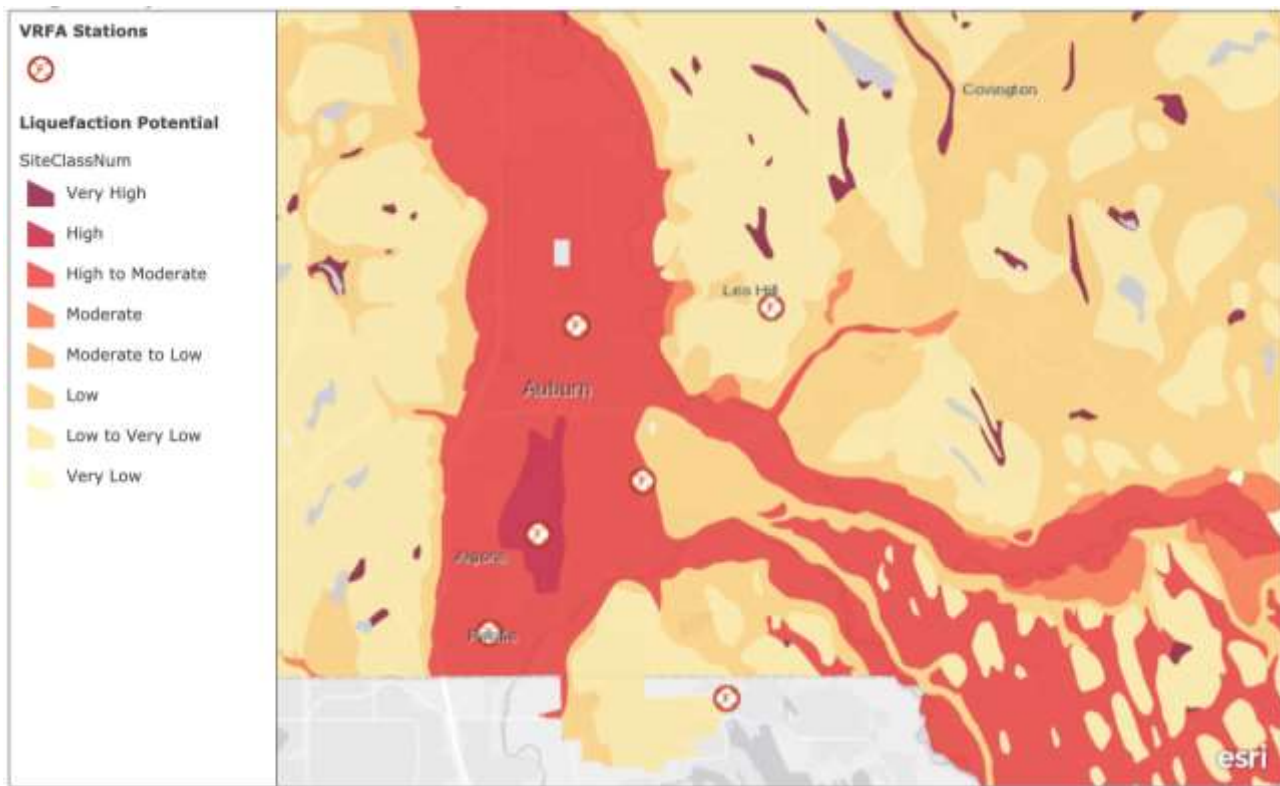 VRFA Stations
Liquefaction Potential
SiteClassNum
Very High
High
High to Moderate
Moderate
Moderate to Low
Low
Low to Very Low
Very Low
Covington
Lea Hill
Auburn
Algona
Pacific
esri